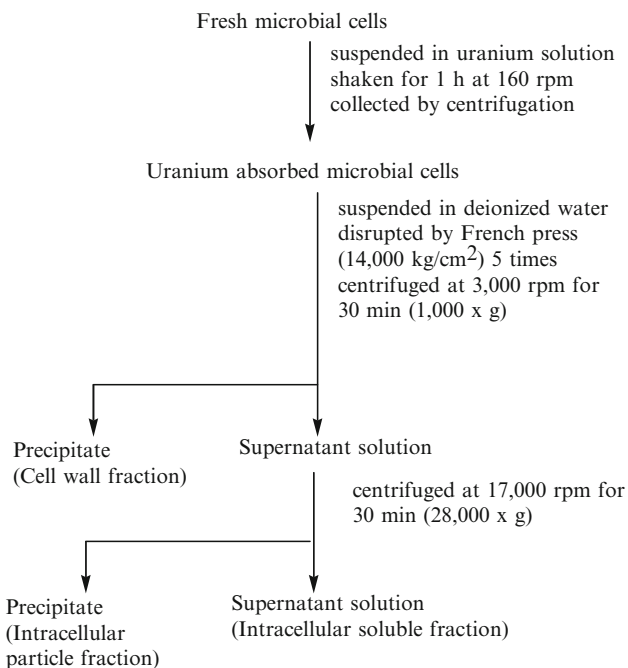 Fresh microbial cells
suspended in uranium solution
shaken for 1 h at 160 rpm
collected by centrifugation
Uranium absorbed microbial cells
suspended in deionized water
disrupted by French press
(14,000 kg/cm2) 5 times
centrifuged at 3,000 rpm for
30 min (1,000 x g)
Precipitate
(Cell wall fraction)
Supernatant solution
centrifuged at 17,000 rpm for
30 min (28,000 x g)
Precipitate
(Intracellular
particle fraction)
Supernatant solution
(Intracellular soluble fraction)